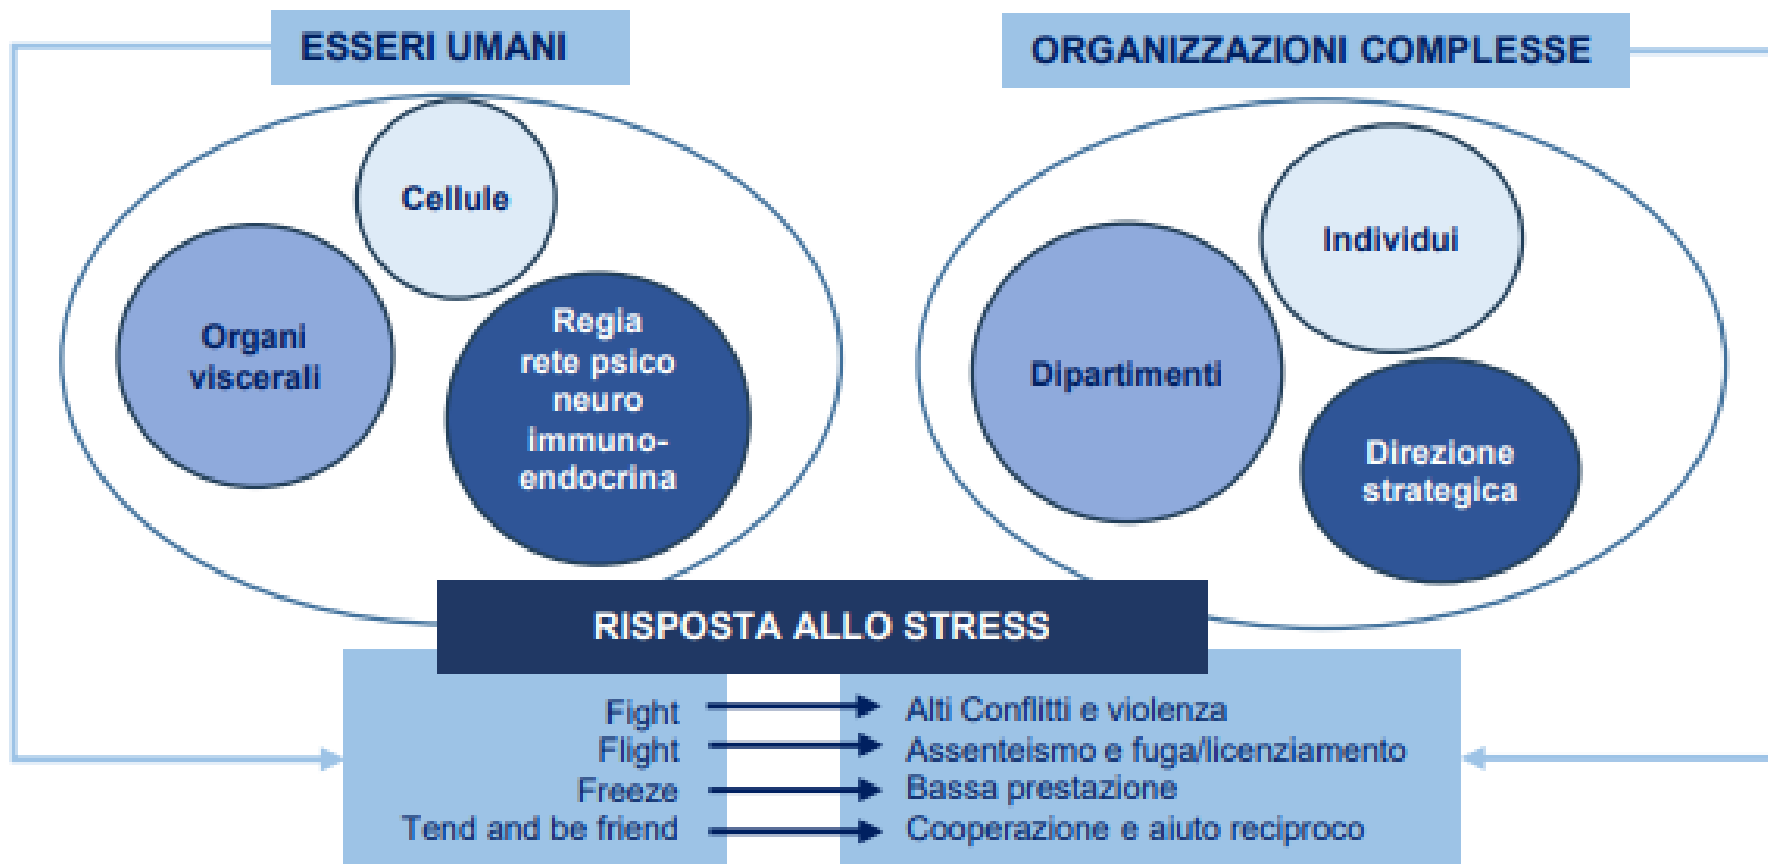 ESSERI UMANI
ORGANIZZAZIONI COMPLESSE
Cellule
Organi
viscerali
Regia
rete psico
neuro
immuno-
endocrina
Individui
Dipartimenti
Direzione
strategica
RISPOSTA ALLO STRESS
Fight
Alti Conflitti e violenza
Flight
Assenteismo e fuga/licenziamento
Freeze
Bassa prestazione
Tend and be friend
Cooperazione e aiuto reciproco